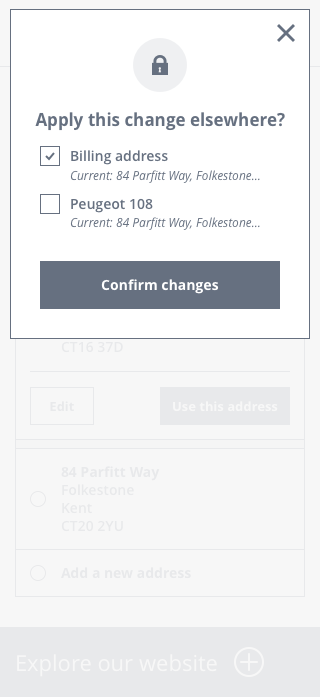 Apply this change elsewhere?
Billing address
Current: 84 Parfitt Way, Folkestone...
Peugeot 108
Current: 84 Parfitt Way, Folkestone...
Confirm changes
CT16 37D
Edit
Use this address
84 Parfitt Way
Folkestone
Kent
CT20 2YU
Add a new address
Explore our website